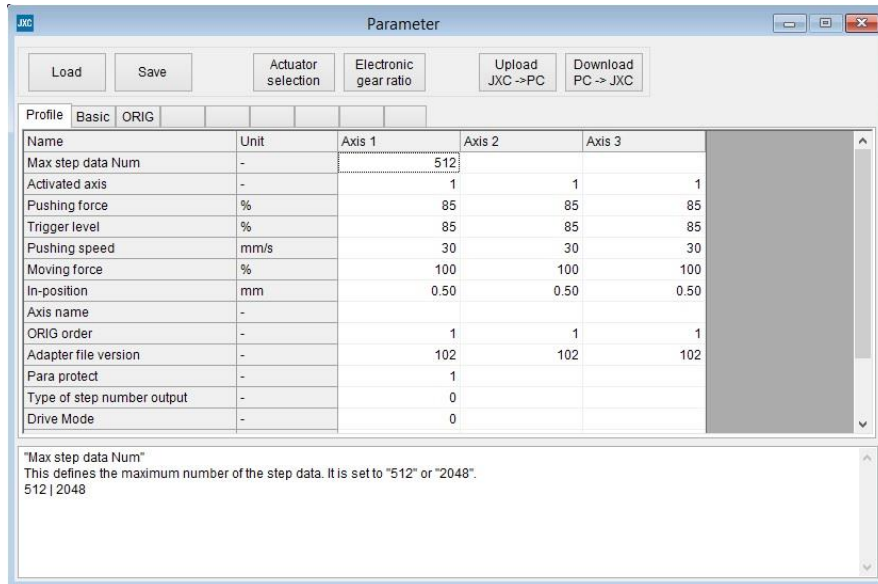 JXC Parameter
Load Save Actuator selection Electronic gear ratio Upload JXC ->PC Download PC -> JXC
Profile Basic ORIG
Name Unit Axis 1 Axis 2 Axis 3
Max step data Num - 512
Activated axis - 1 1 1
Pushing force % 85 85 85
Trigger level % 85 85 85
Pushing speed mm/s 30 30 30
Moving force % 100 100 100
In-position mm 0.50 0.50 0.50
Axis name -
ORIG order - 1 1 1
Adapter file version - 102 102 102
Para protect - 1
Type of step number output - 0
Drive Mode - 0
"Max step data Num"
This defines the maximum number of the step data. It is set to "512" or "2048".
512 | 2048